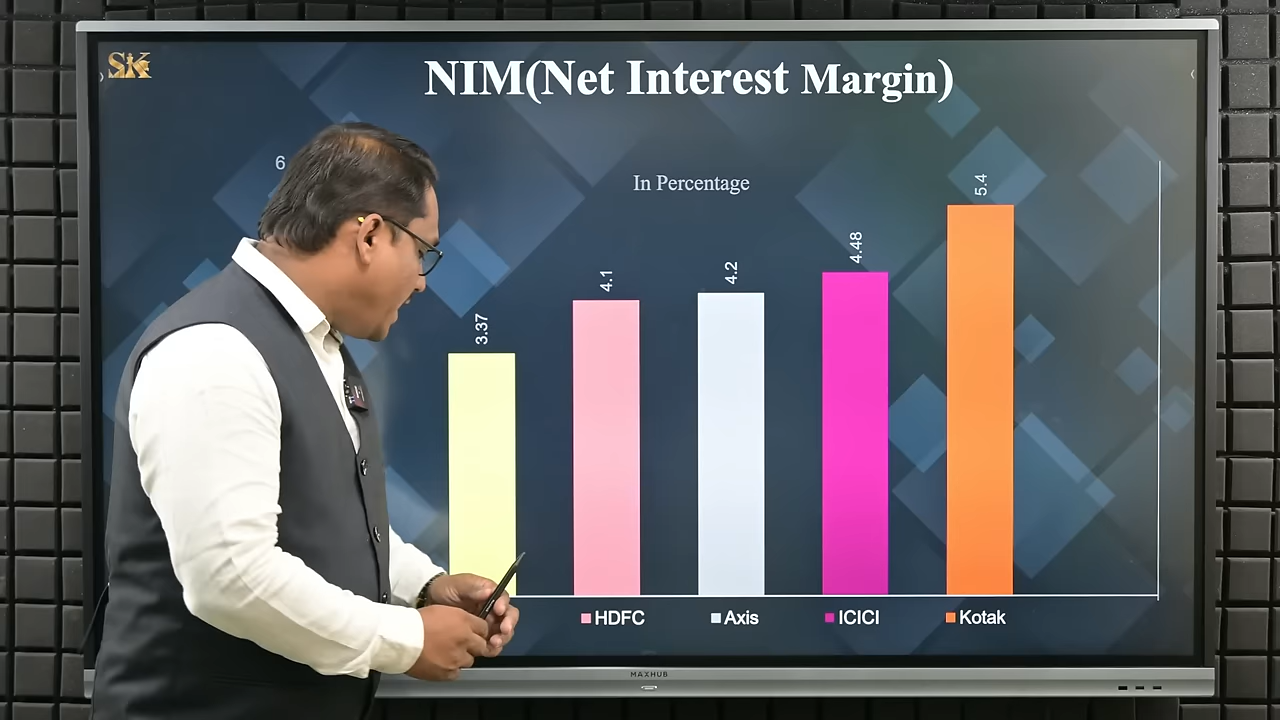 SK
NIM(Net Interest Margin)
6
In Percentage
3.37
4.1
4.2
4.48
5.4
HDFC
Axis
ICICI
Kotak
MAXHUB